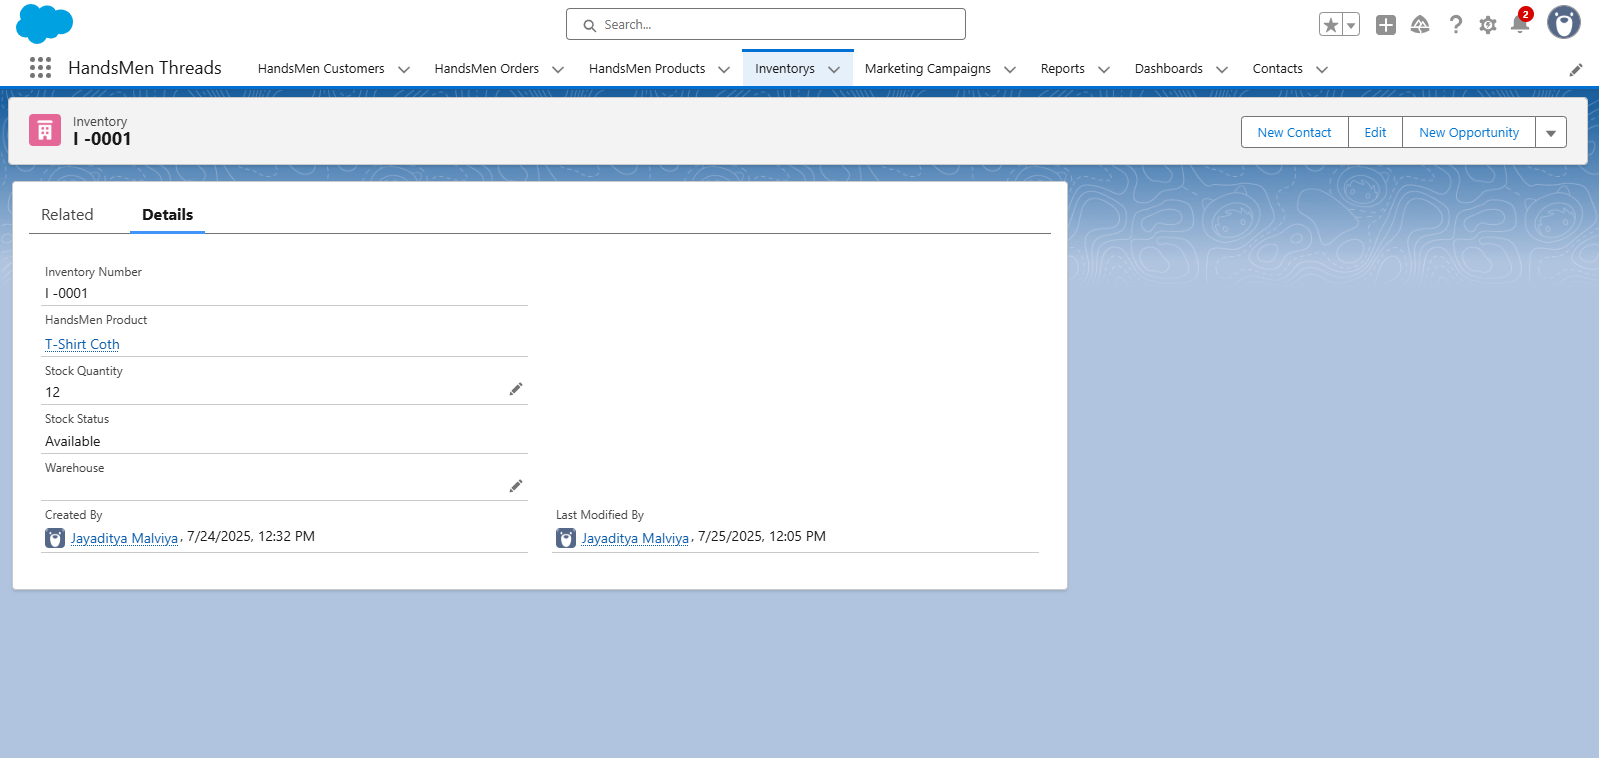 Search...
2
HandsMen Threads
HandsMen Customers
HandsMen Orders
HandsMen Products
Inventorys
Marketing Campaigns
Reports
Dashboards
Contacts
Inventory
I -0001
New Contact
Edit
New Opportunity
Related
Details
Inventory Number
I -0001
HandsMen Product
T-Shirt Coth
Stock Quantity
12
Stock Status
Available
Warehouse
Created By
Jayaditya Malviya, 7/24/2025, 12:32 PM
Last Modified By
Jayaditya Malviya, 7/25/2025, 12:05 PM